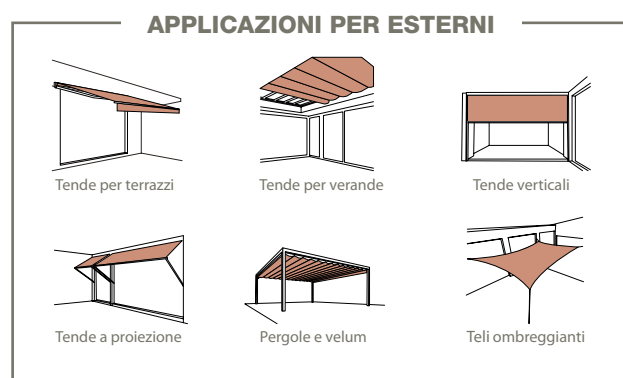 APPLICAZIONI PER ESTERNI
Tende per terrazzi
Tende per verande
Tende verticali
Tende a proiezione
Pergole e velum
Teli ombreggianti